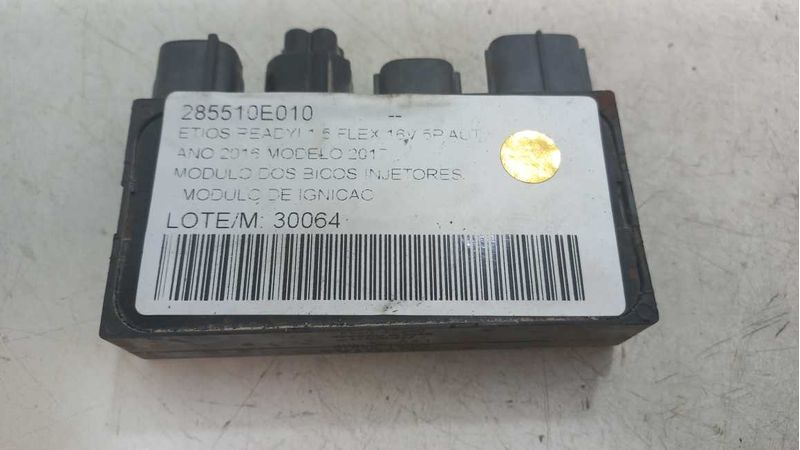 285510E010 --
ETIOS READY! 1.5 FLEX 16V 5P AUT.
ANO 2016 MODELO 2017
MODULO DOS BICOS INJETORES.
MODULO DE IGNICAO
LOTE/M: 30064